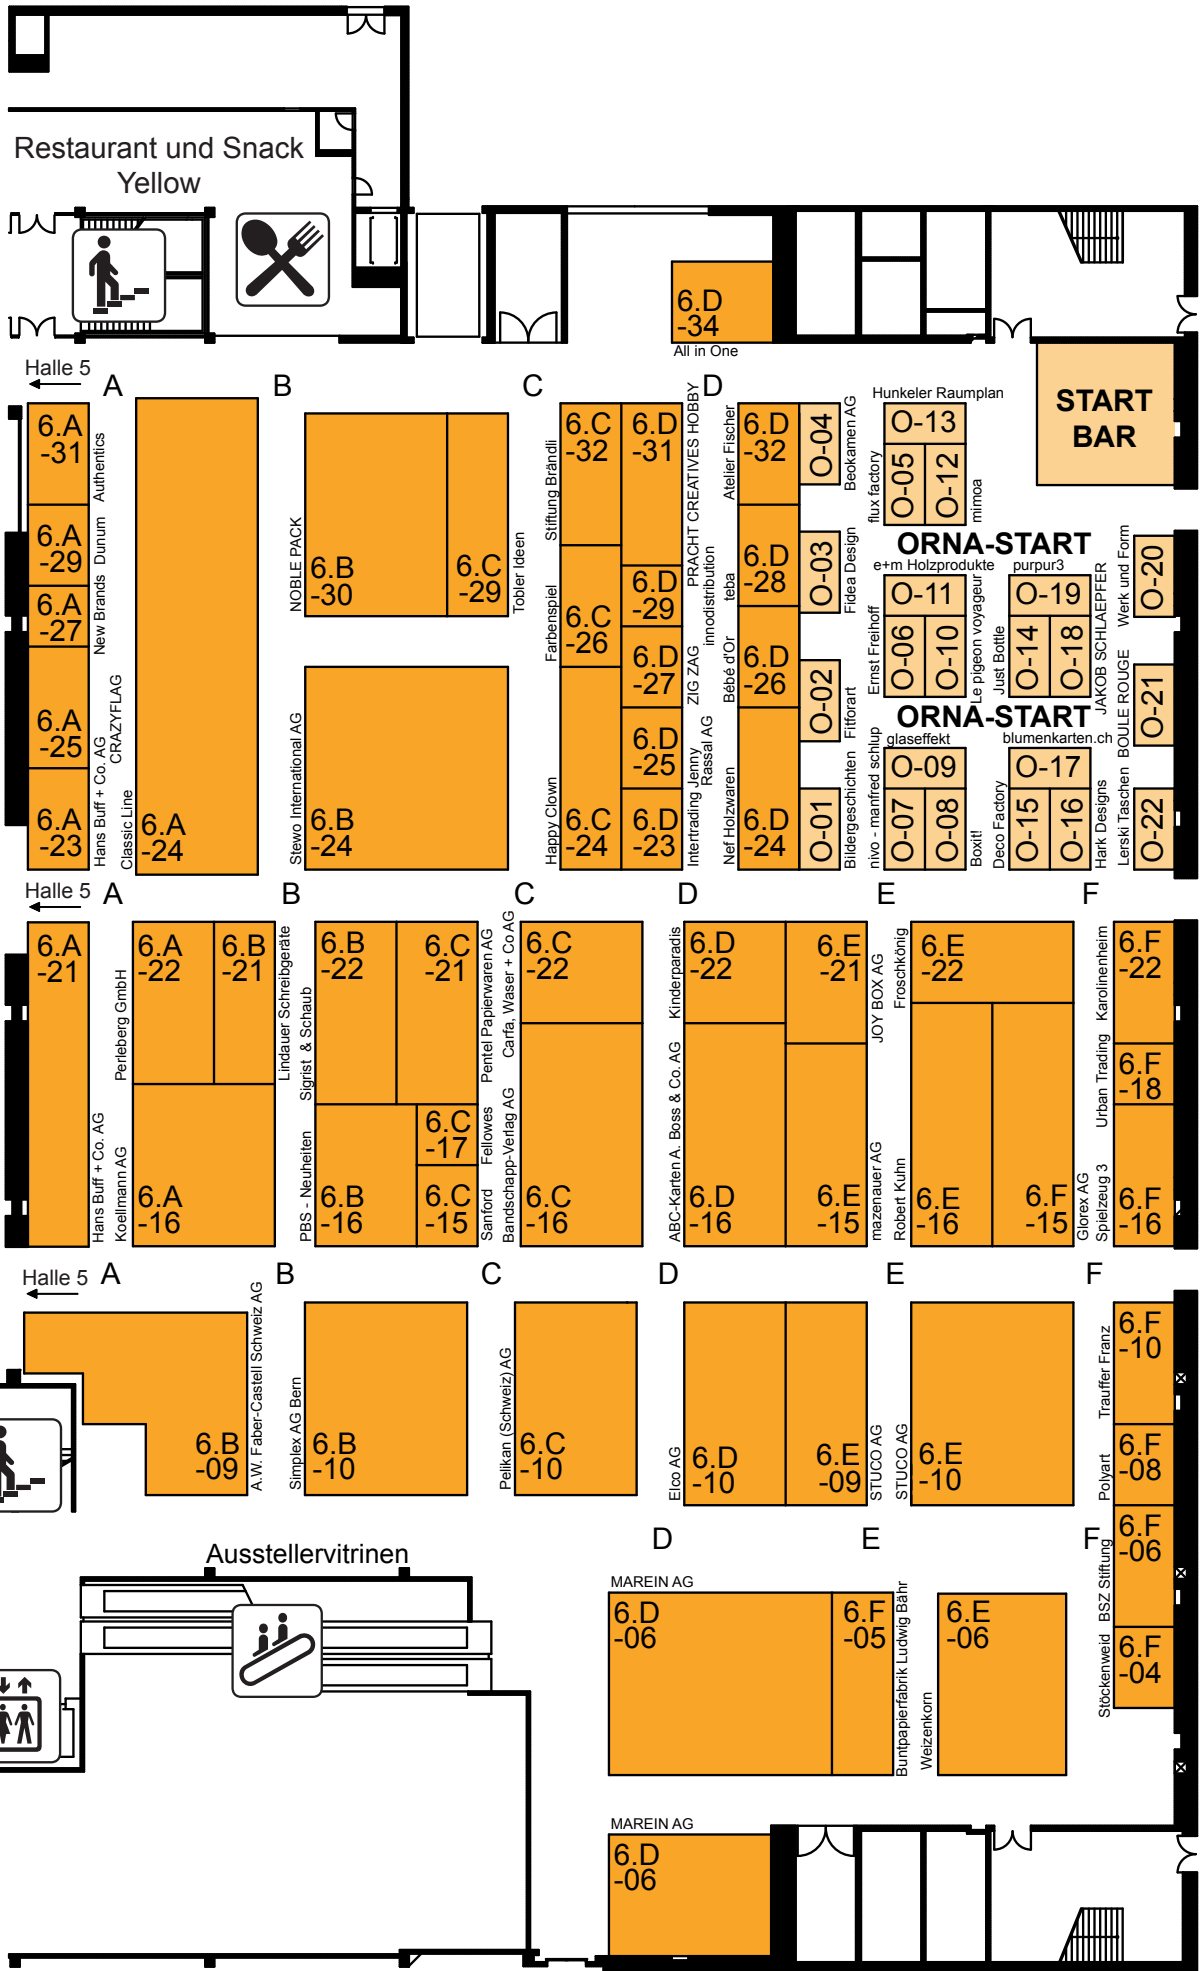 Restaurant und Snack
Yellow
6.D
-34
All in One
Halle 5
A
B
C
D
6.A
-31
Authentics
6.A
-29
Dunum
6.A
-27
New Brands
6.A
-25
CRAZYFLAG
6.A
-23
Hans Buff + Co. AG
Classic Line
6.A
-24
NOBLE PACK
6.B
-30
6.C
-29
Tobler Ideen
Stewo International AG
6.B
-24
Stiftung Brändli
6.C
-32
Farbenspiel
6.C
-26
Happy Clown
6.C
-24
6.D
-31
PRACHT CREATIVES HOBBY
6.D
-29
innodistribution
6.D
-27
ZIG ZAG
6.D
-25
Rassal AG
6.D
-23
Intertrading Jenny
Atelier Fischer
6.D
-32
teba
6.D
-28
Bébé d'Or
6.D
-26
Nef Holzwaren
6.D
-24
O-04
Beokamen AG
O-03
Fidea Design
O-02
Fitforart
O-01
Bildergeschichten
Hunkeler Raumplan
O-13
flux factory
O-05
O-12
mimoa
START
BAR
ORNA-START
e+m Holzprodukte
O-11
Ernst Freihoff
O-06
O-10
Le pigeon voyageur
purpur3
O-19
Just Bottle
O-14
O-18
JAKOB SCHLAEPFER
Werk und Form
O-20
ORNA-START
glaseffekt
O-09
nivo - manfred schlup
O-07
O-08
Boxit!
blumenkarten.ch
O-17
Deco Factory
O-15
O-16
Hark Designs
BOULE ROUGE
O-21
Lerski Taschen
O-22
Halle 5
A
B
C
D
E
F
6.A
-21
Hans Buff + Co. AG
Perleberg GmbH
6.A
-22
6.B
-21
Lindauer Schreibgeräte
Koellmann AG
6.A
-16
Sigrist & Schaub
6.B
-22
6.C
-21
Pentel Papierwaren AG
PBS - Neuheiten
6.B
-16
6.C
-17
Fellowes
6.C
-15
Sanford
Carfa, Waser + Co AG
6.C
-22
Bandschapp-Verlag AG
6.C
-16
Kinderparadis
6.D
-22
6.E
-21
JOY BOX AG
ABC-Karten A. Boss & Co. AG
6.D
-16
6.E
-15
mazenauer AG
Froschkönig
6.E
-22
Robert Kuhn
6.E
-16
6.F
-15
Glorex AG
Karolinenheim
6.F
-22
Urban Trading
6.F
-18
Spielzeug 3
6.F
-16
Halle 5
A
B
C
D
E
F
6.B
-09
A.W. Faber-Castell Schweiz AG
Simplex AG Bern
6.B
-10
Pelikan (Schweiz) AG
6.C
-10
Elco AG
6.D
-10
6.E
-09
STUCO AG
STUCO AG
6.E
-10
Trauffer Franz
6.F
-10
Polyart
6.F
-08
BSZ Stiftung
6.F
-06
Stöckenweid
6.F
-04
Ausstellervitrinen
D
E
F
MAREIN AG
6.D
-06
6.F
-05
Buntpapierfabrik Ludwig Bähr
Weizenkorn
6.E
-06
MAREIN AG
6.D
-06